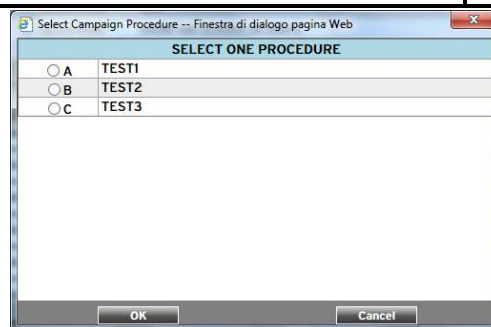 Select Campaign Procedure -- Finestra di dialogo pagina Web
SELECT ONE PROCEDURE
A TEST1
B TEST2
C TEST3
OK Cancel